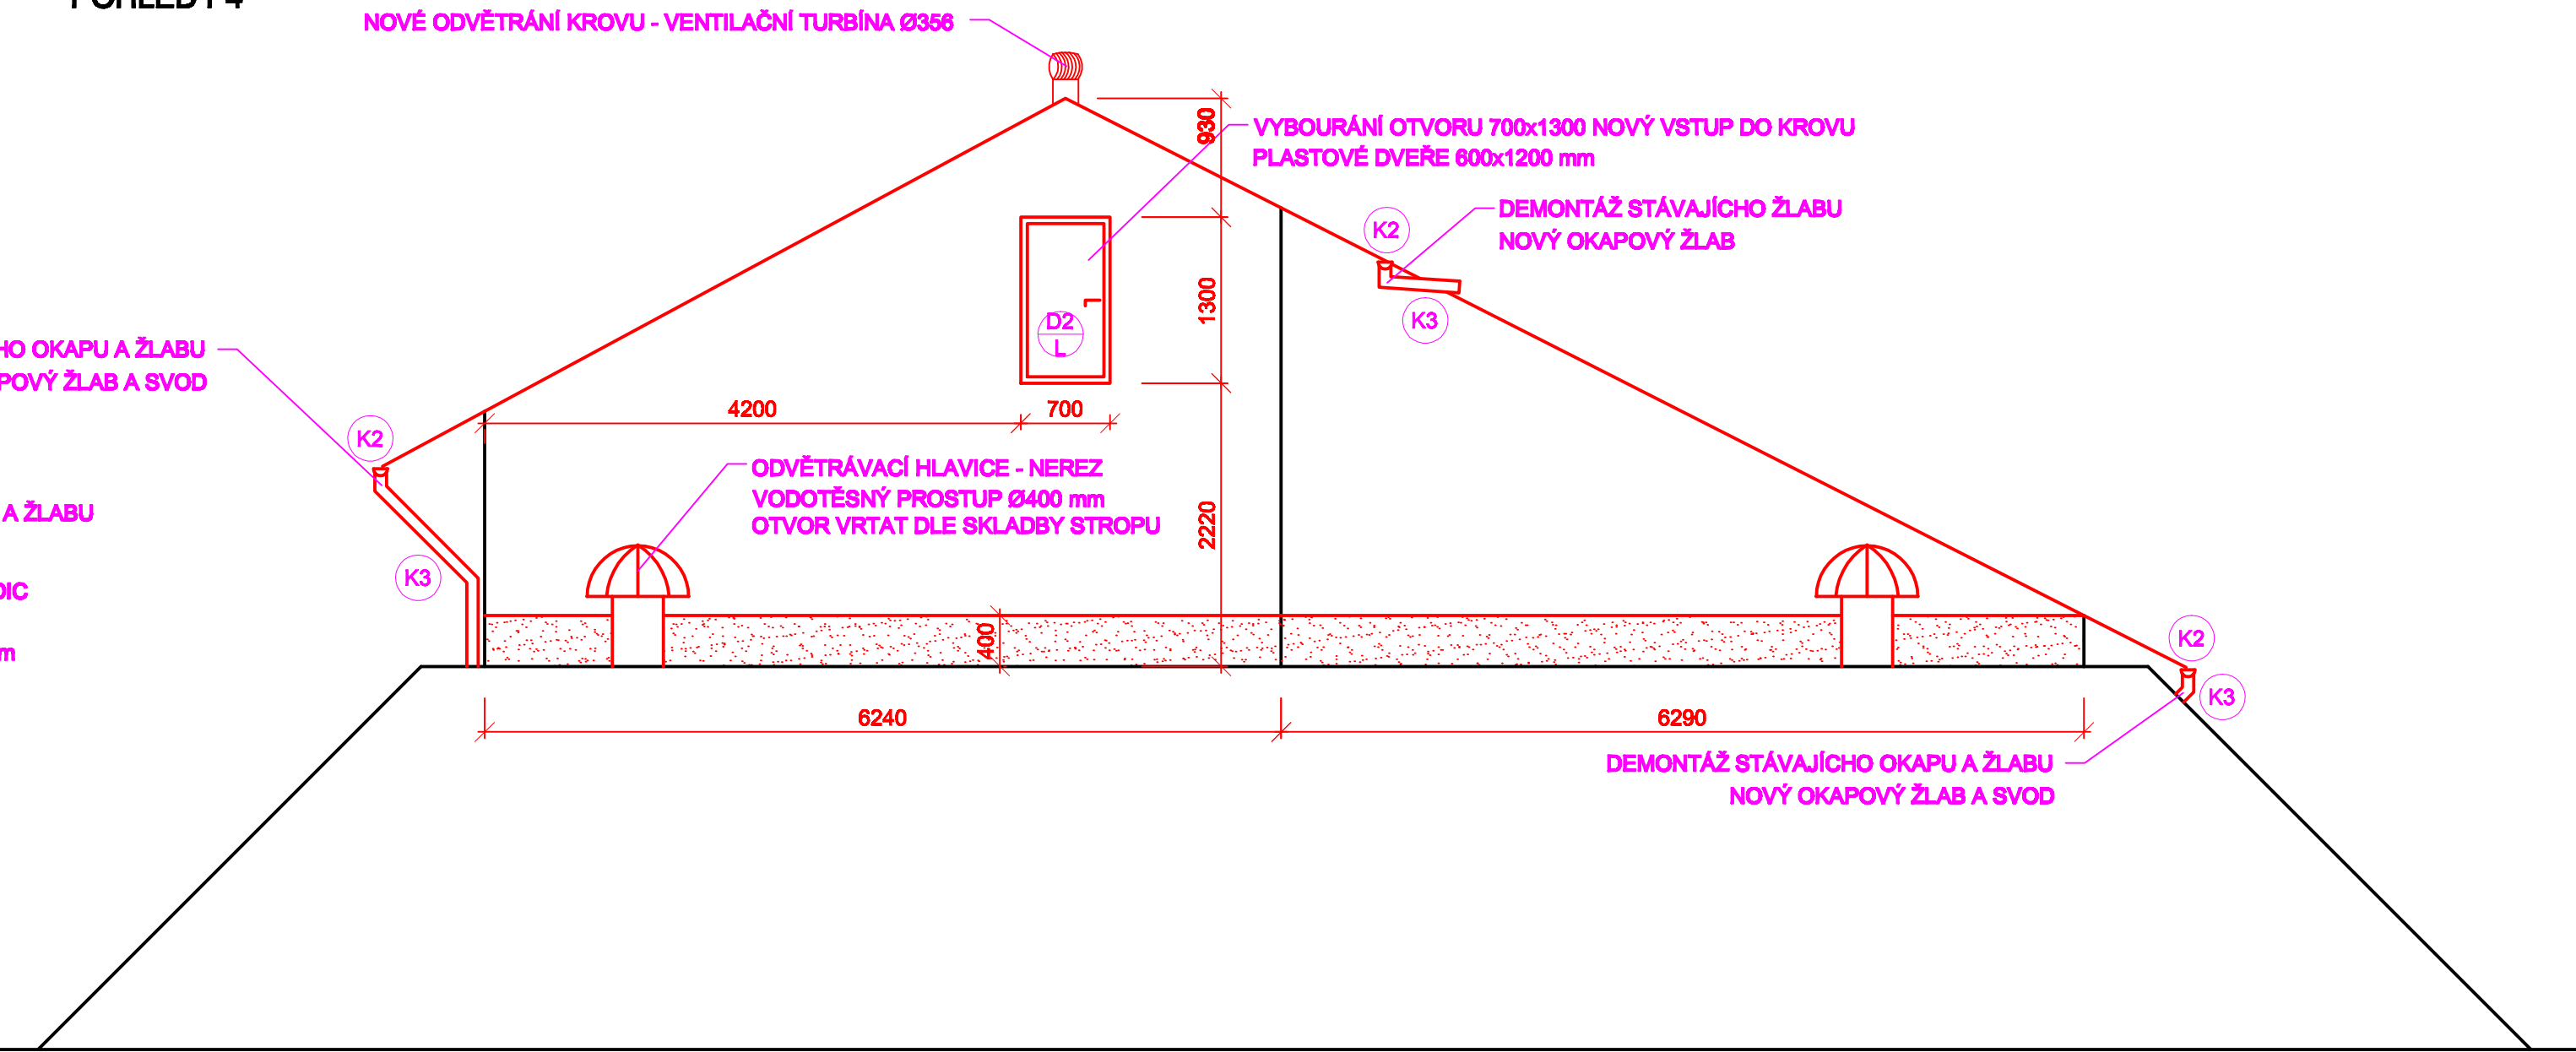 NOVÉ ODVĚTRÁNÍ KROVU - VENTILAČNÍ TURBÍNA Ø356
930
VYBOURÁNÍ OTVORU 700x1300 NOVÝ VSTUP DO KROVU
PLASTOVÉ DVEŘE 600x1200 mm
DEMONTÁŽ STÁVAJÍCHO ŽLABU
NOVÝ OKAPOVÝ ŽLAB
K2
K3
1300
D2
L
OKAPU A ŽLABU
ŽLAB A SVOD
4200
700
K2
ODVĚTRÁVACÍ HLAVICE - NEREZ
VODOTĚSNÝ PROSTUP Ø400 mm
OTVOR VRTAT DLE SKLADBY STROPU
2220
A ŽLABU
K3
400
K2
K3
6240
6290
DEMONTÁŽ STÁVAJÍCHO OKAPU A ŽLABU
NOVÝ OKAPOVÝ ŽLAB A SVOD